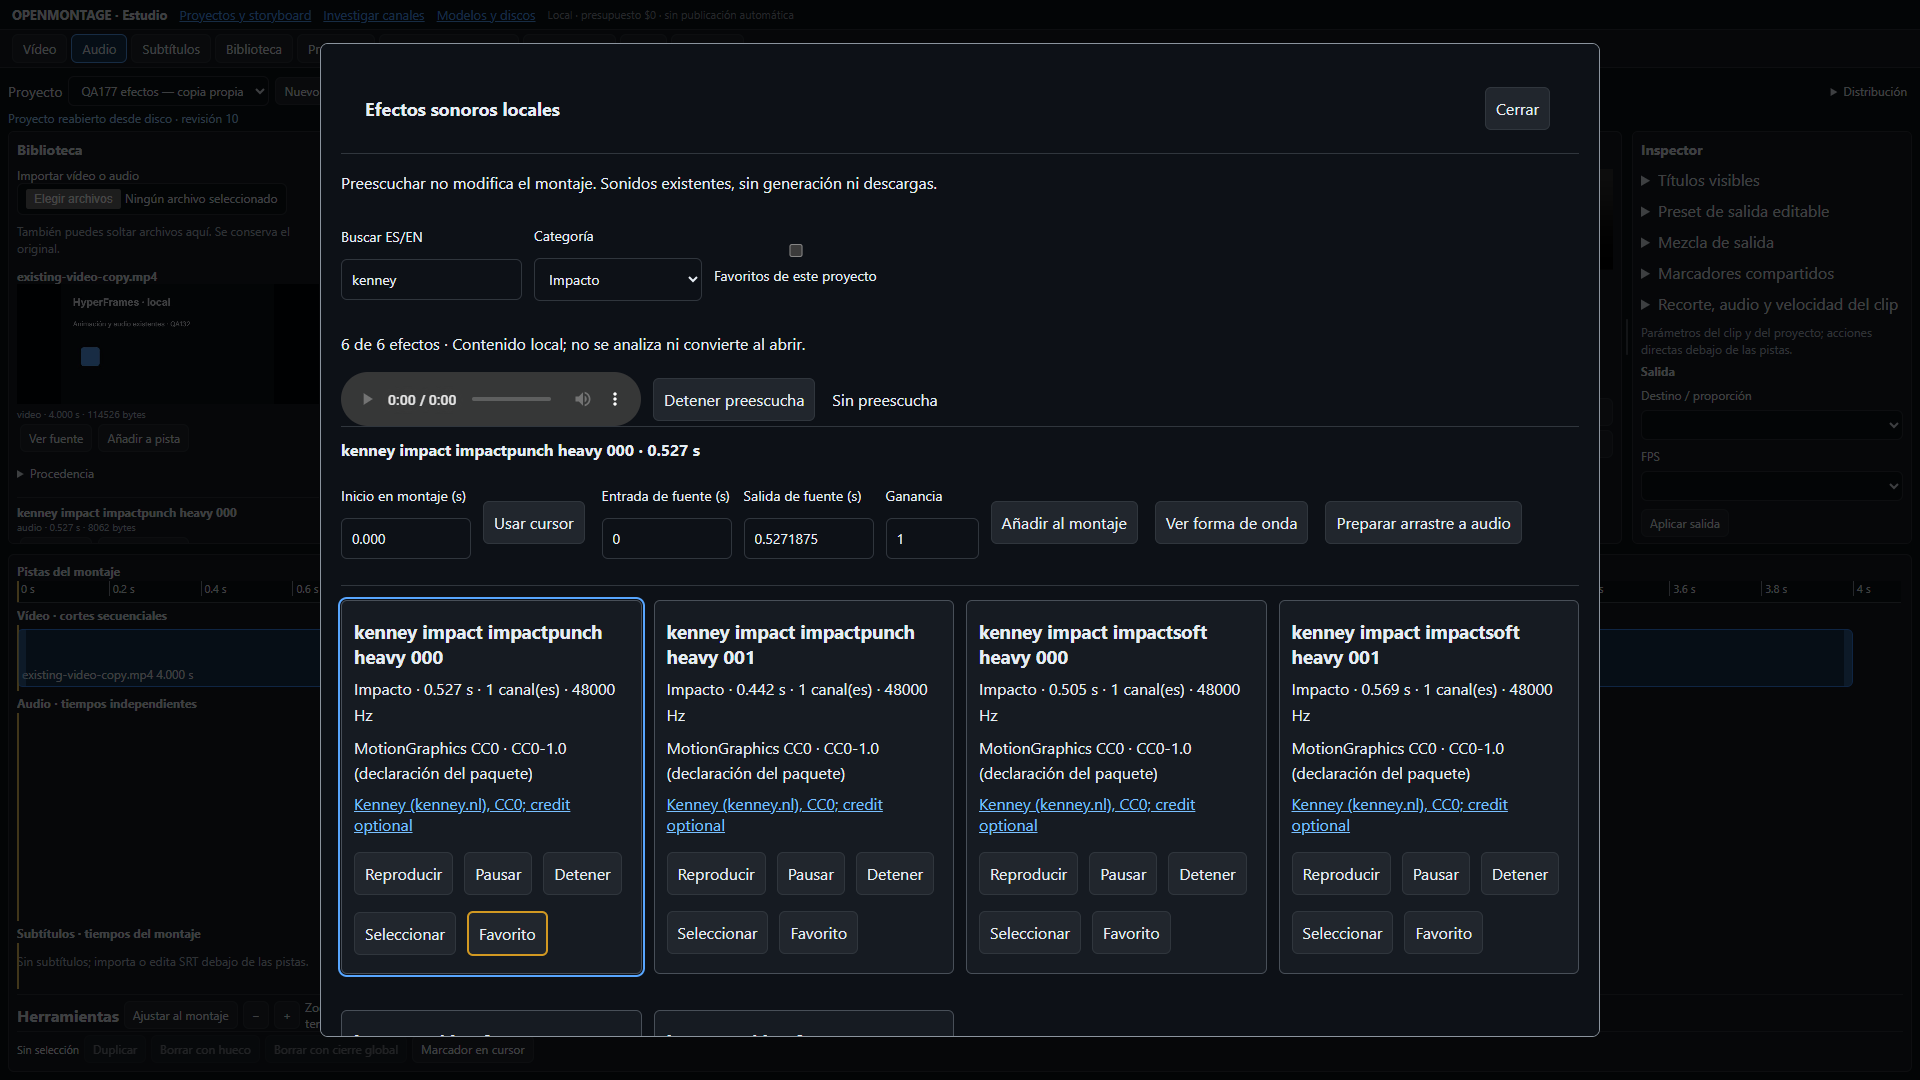 OPENMONTAGE · Estudio Proyectos y storyboard Investigar canales Modelos y discos Local · presupuesto $0 · sin publicación automática
Vídeo Audio Subtítulos Biblioteca
Proyecto QA177 efectos — copia propia Nuevo
Distribución
Proyecto reabierto desde disco · revisión 10
Biblioteca
Importar vídeo o audio
Elegir archivos Ningún archivo seleccionado
También puedes soltar archivos aquí. Se conserva el
original.
existing-video-copy.mp4
HyperFrames · local
Animación y audio existentes · QA132
video · 4.000 s · 114526 bytes
Ver fuente Añadir a pista
Procedencia
kenney impact impactpunch heavy 000
audio · 0.527 s · 8062 bytes
Efectos sonoros locales
Cerrar
Preescuchar no modifica el montaje. Sonidos existentes, sin generación ni descargas.
Buscar ES/EN Categoría
kenney Impacto Favoritos de este proyecto
6 de 6 efectos · Contenido local; no se analiza ni convierte al abrir.
0:00 / 0:00 Detener preescucha Sin preescucha
kenney impact impactpunch heavy 000 · 0.527 s
Inicio en montaje (s) Entrada de fuente (s) Salida de fuente (s) Ganancia
0.000 Usar cursor 0 0.5271875 1 Añadir al montaje Ver forma de onda Preparar arrastre a audio
kenney impact impactpunch
heavy 000
Impacto · 0.527 s · 1 canal(es) · 48000
Hz
MotionGraphics CC0 · CC0-1.0
(declaración del paquete)
Kenney (kenney.nl), CC0; credit
optional
Reproducir Pausar Detener
Seleccionar Favorito
kenney impact impactpunch
heavy 001
Impacto · 0.442 s · 1 canal(es) · 48000
Hz
MotionGraphics CC0 · CC0-1.0
(declaración del paquete)
Kenney (kenney.nl), CC0; credit
optional
Reproducir Pausar Detener
Seleccionar Favorito
kenney impact impactsoft
heavy 000
Impacto · 0.505 s · 1 canal(es) · 48000
Hz
MotionGraphics CC0 · CC0-1.0
(declaración del paquete)
Kenney (kenney.nl), CC0; credit
optional
Reproducir Pausar Detener
Seleccionar Favorito
kenney impact impactsoft
heavy 001
Impacto · 0.569 s · 1 canal(es) · 48000
Hz
MotionGraphics CC0 · CC0-1.0
(declaración del paquete)
Kenney (kenney.nl), CC0; credit
optional
Reproducir Pausar Detener
Seleccionar Favorito
Inspector
Títulos visibles
Preset de salida editable
Mezcla de salida
Marcadores compartidos
Recorte, audio y velocidad del clip
Parámetros del clip y del proyecto; acciones
directas debajo de las pistas.
Salida
Destino / proporción
FPS
Aplicar salida
Pistas del montaje
0 s 0.2 s 0.4 s 0.6 s 3.6 s 3.8 s 4 s
Vídeo · cortes secuenciales
existing-video-copy.mp4 4.000 s
Audio · tiempos independientes
Subtítulos · tiempos del montaje
Sin subtítulos; importa o edita SRT debajo de las pistas.
Herramientas Ajustar al montaje − +
Sin selección Duplicar Borrar con hueco Borrar con cierre global Marcador en cursor